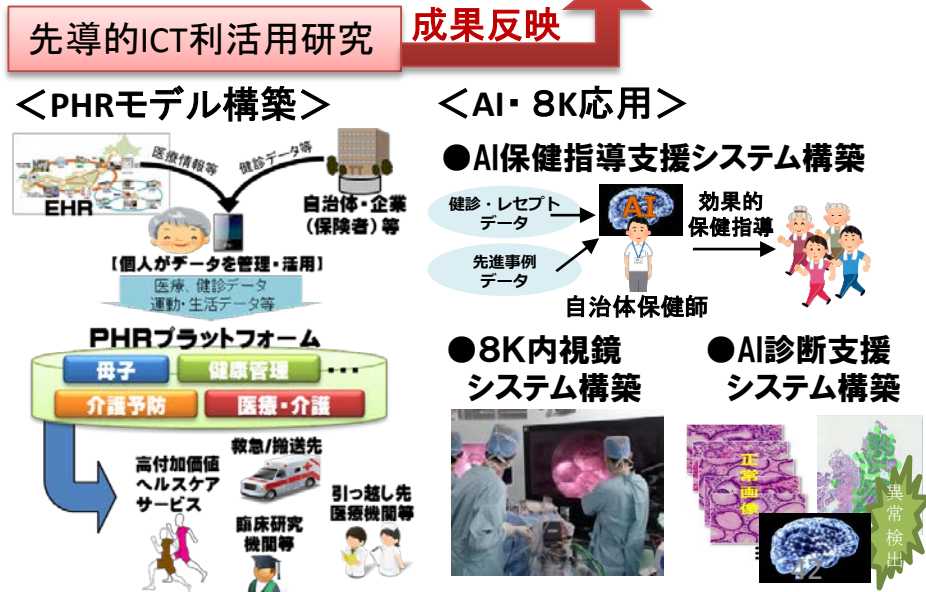 先導的ICT利活用研究
成果反映
＜PHRモデル構築＞
医療情報等
健診データ等
EHR
自治体・企業
（保険者）等
【個人がデータを管理・活用】
医療、健診データ
運動・生活データ等
PHRプラットフォーム
母子
健康管理
・・・
介護予防
医療・介護
救急/搬送先
高付加価値
ヘルスケア
サービス
引っ越し先
医療機関等
臨床研究
機関等
＜AI・８K応用＞
●AI保健指導支援システム構築
健診・レセプト
データ
AI
効果的
保健指導
先進事例
データ
自治体保健師
●８K内視鏡
システム構築
●AI診断支援
システム構築
正常画像
異常検出
42